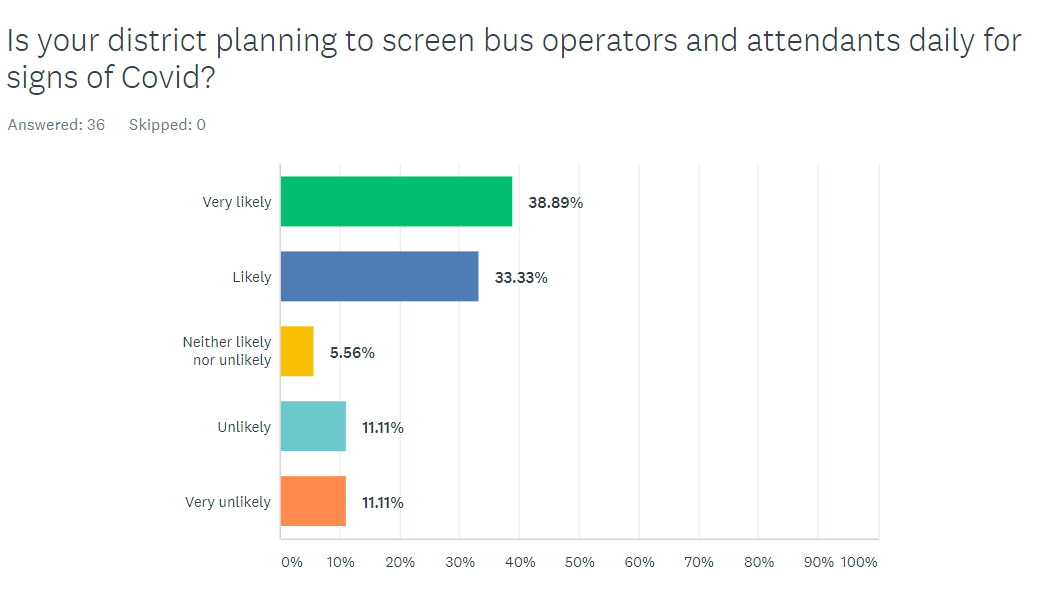 Is your district planning to screen bus operators and attendants daily for
signs of Covid?
Answered: 36 Skipped: 0
Very likely 38.89%
Likely 33.33%
Neither likely
nor unlikely 5.56%
Unlikely 11.11%
Very unlikely 11.11%
0% 10% 20% 30% 40% 50% 60% 70% 80% 90% 100%